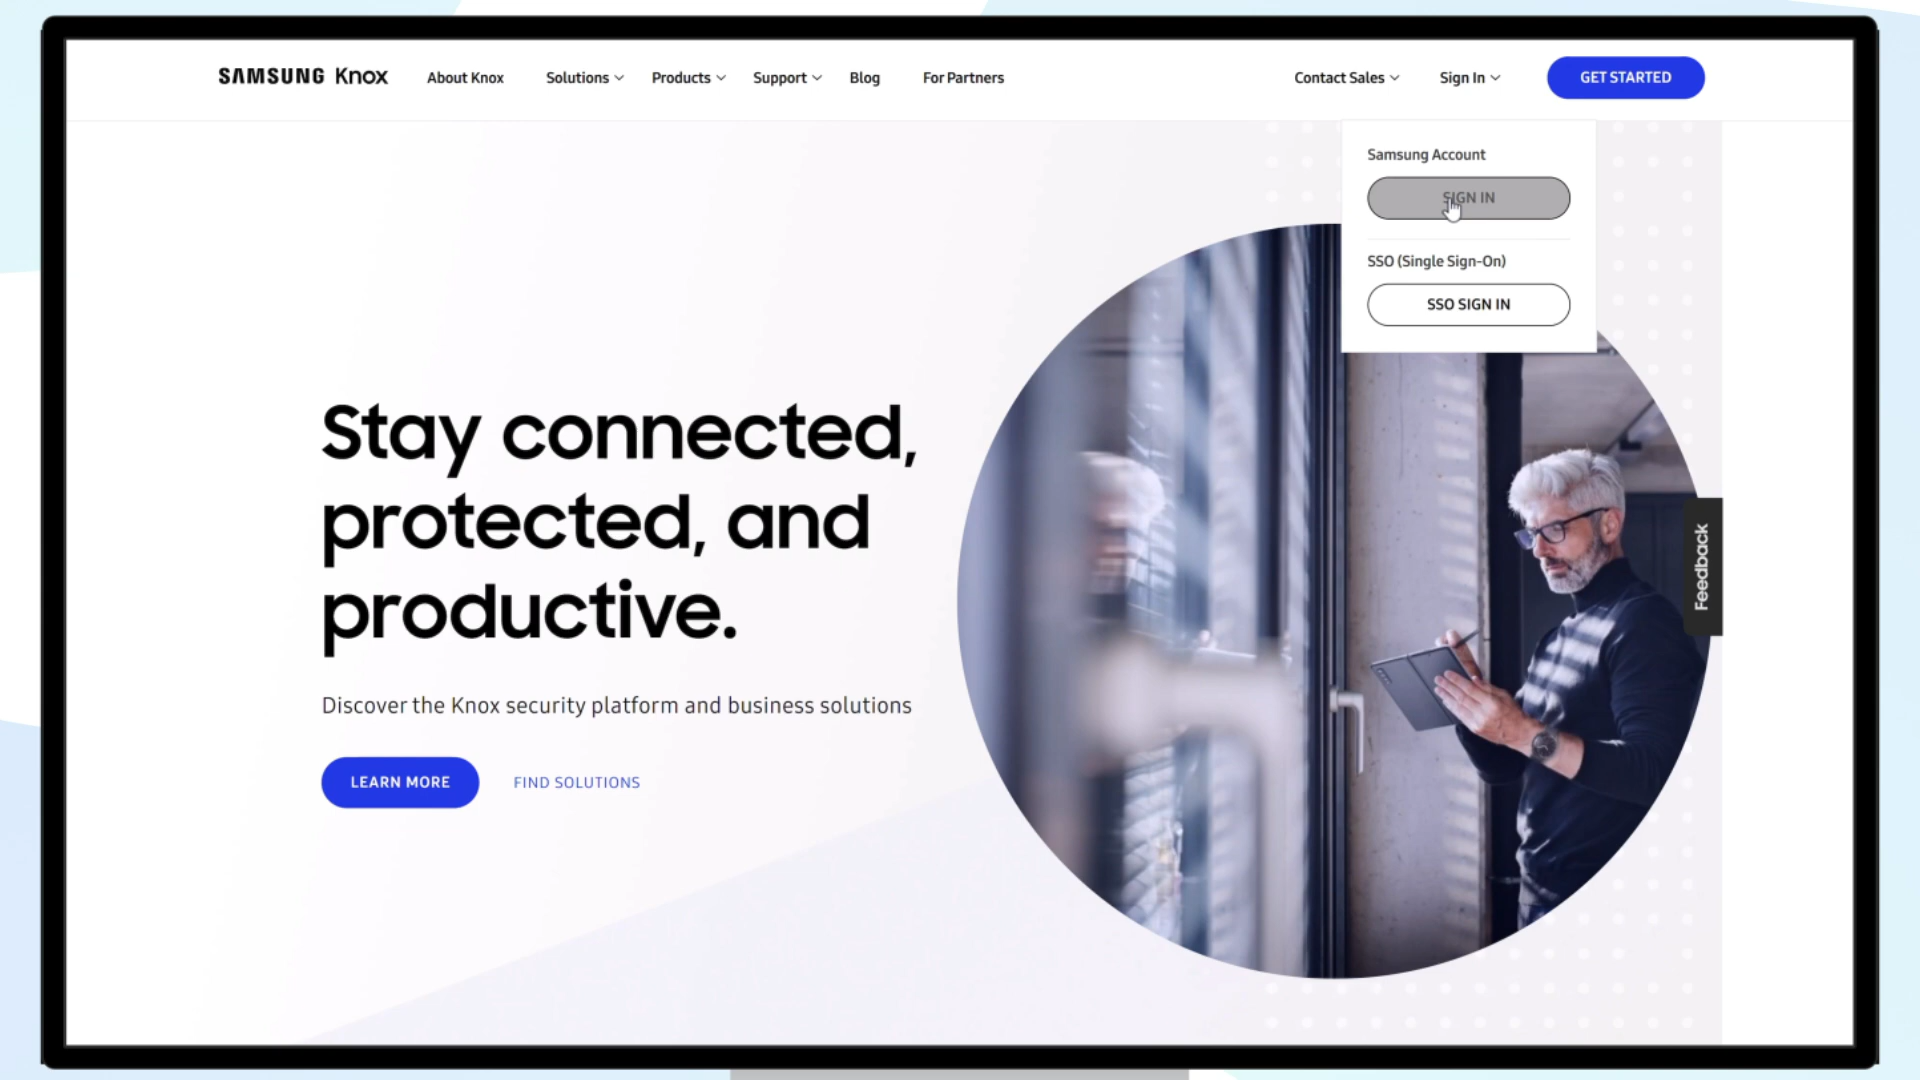 SAMSUNG Knox
About Knox
Solutions
Products
Support
Blog
For Partners
Contact Sales
Sign In
GET STARTED
Samsung Account
SIGN IN
SSO (Single Sign-On)
SSO SIGN IN
Stay connected,
protected, and
productive.
Discover the Knox security platform and business solutions
LEARN MORE
FIND SOLUTIONS
Feedback